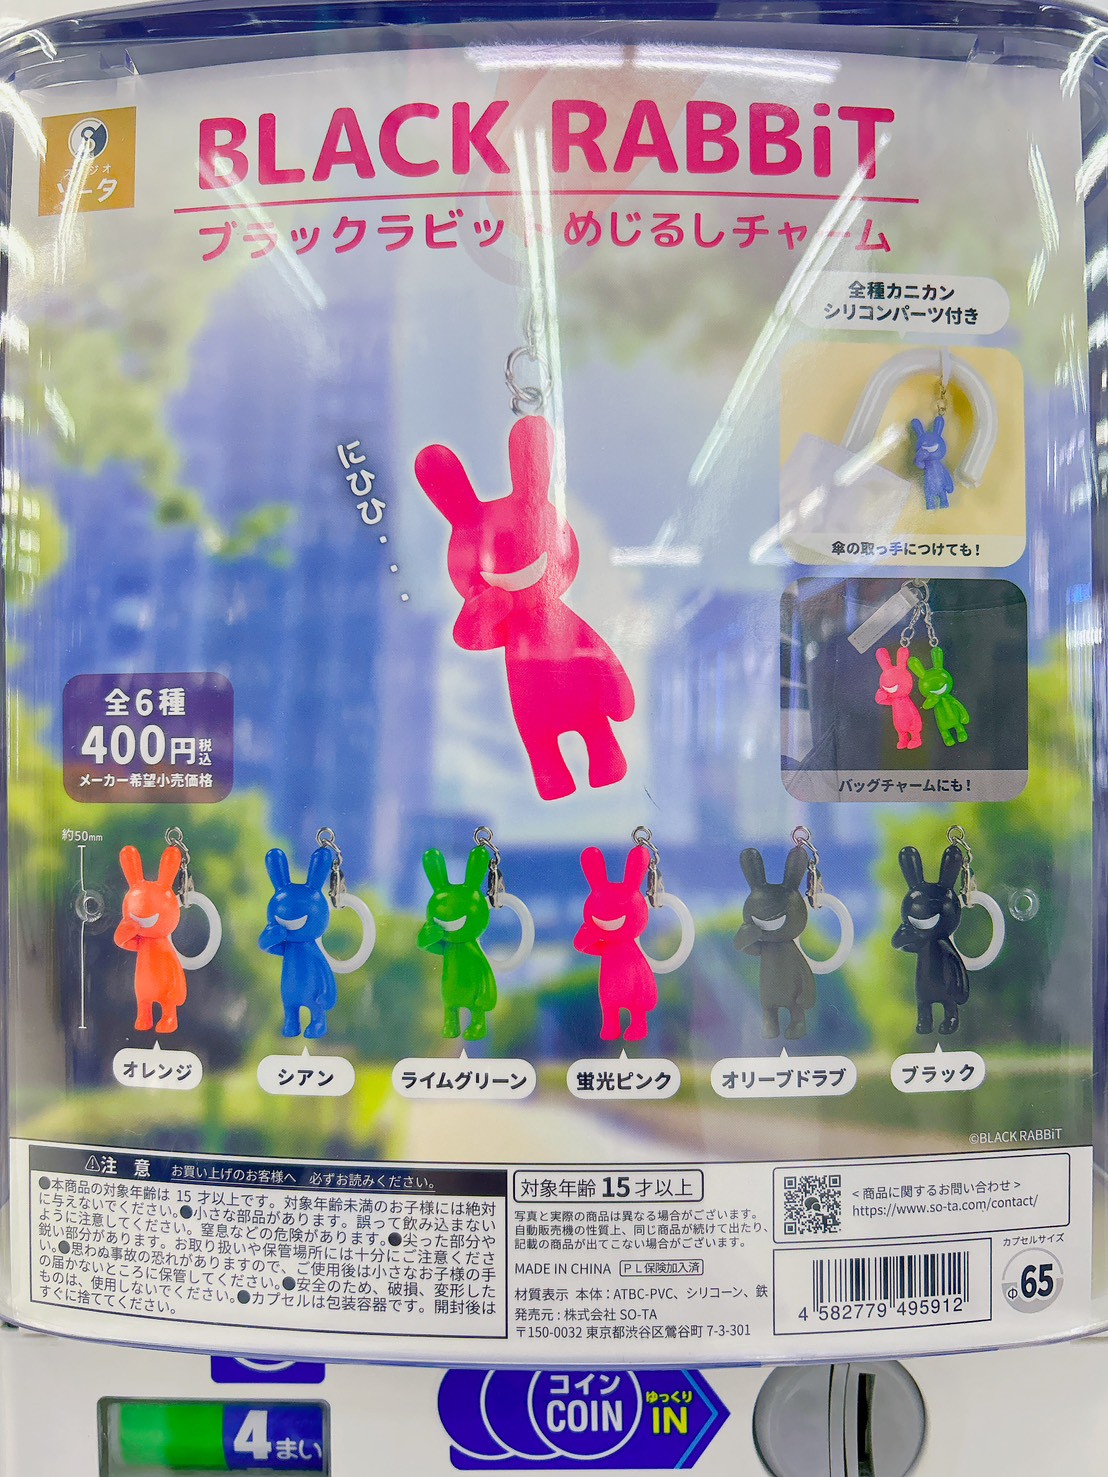 スタジオ
ソータ
BLACK RABBiT
ブラックラビット めじるしチャーム
全種カニカン
シリコンパーツ付き
にひひ・・・
傘の取っ手につけても！
バッグチャームにも！
全6種
400円税込
メーカー希望小売価格
約50mm
オレンジ
シアン
ライムグリーン
蛍光ピンク
オリーブドラブ
ブラック
©BLACK RABBiT
⚠注 意 お買い上げのお客様へ 必ずお読みください。
●本商品の対象年齢は 15 才以上です。対象年齢未満のお子様には絶対
に与えないでください。●小さな部品があります。誤って飲み込まない
ように注意してください。窒息などの危険があります。●尖った部分や
鋭い部分があります。お取り扱いや保管場所には十分にご注意くださ
い。●思わぬ事故の恐れがありますので、ご使用後は小さなお子様の手
の届かないところに保管してください。●安全のため、破損、変形した
ものは、使用しないでください。●カプセルは包装容器です。開封後は
すぐに捨ててください。
対象年齢 15 才以上
写真と実際の商品は異なる場合がございます。
自動販売機の性質上、同じ商品が続けて出たり、
記載の商品が出てこない場合がございます。
MADE IN CHINA PL保険加入済
材質表示 本体：ATBC-PVC、シリコーン、鉄
発売元：株式会社 SO-TA
〒150-0032 東京都渋谷区鶯谷町 7-3-301
＜商品に関するお問い合わせ＞
https://www.so-ta.com/contact/
4 582779 495912
カプセルサイズ
Φ65
4まい
コイン
COIN
ゆっくり
IN